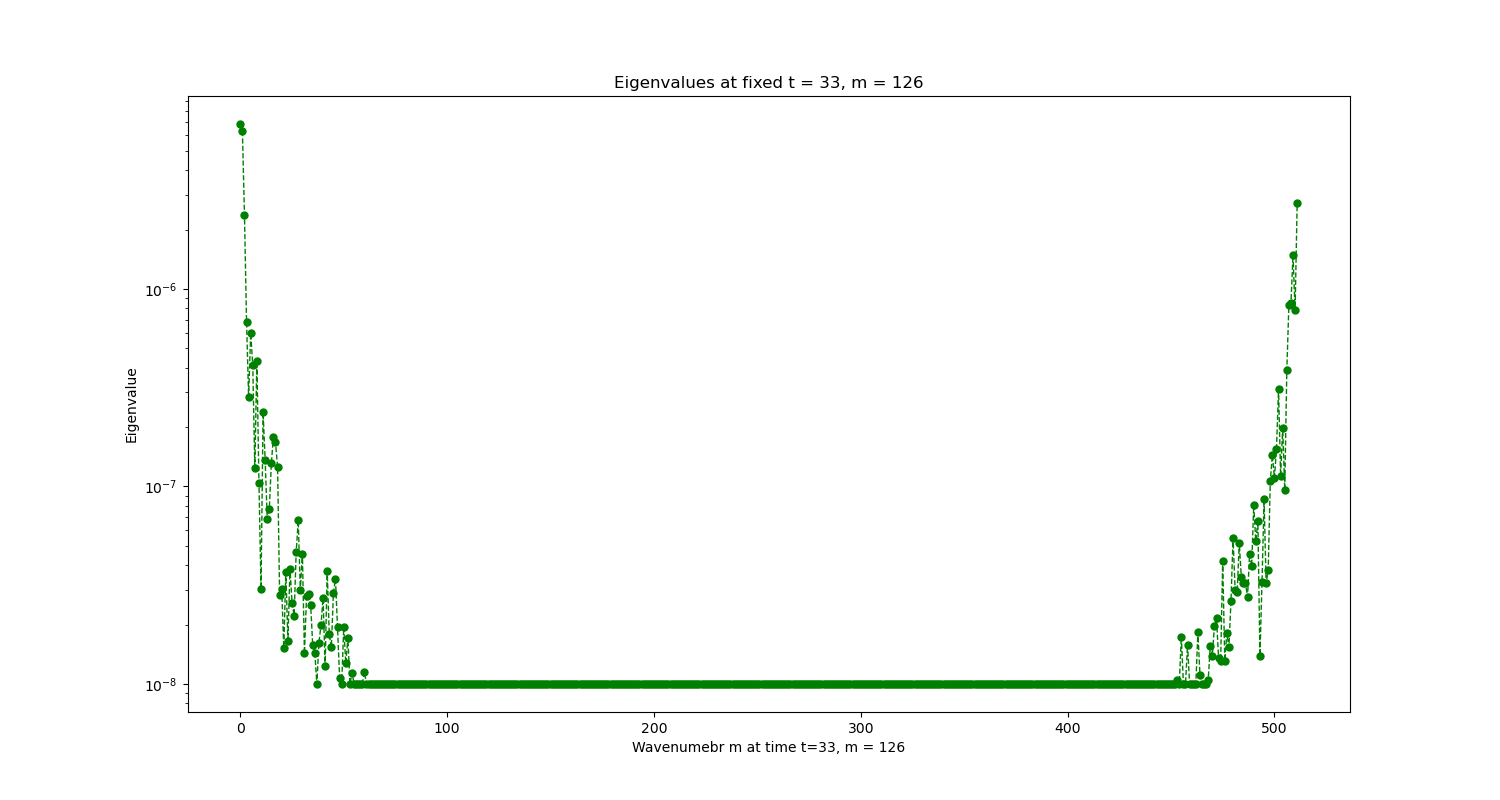 Eigenvalues at fixed t = 33, m = 126
Eigenvalue
10⁻⁶
10⁻⁷
10⁻⁸
0 100 200 300 400 500
Wavenumebr m at time t=33, m = 126